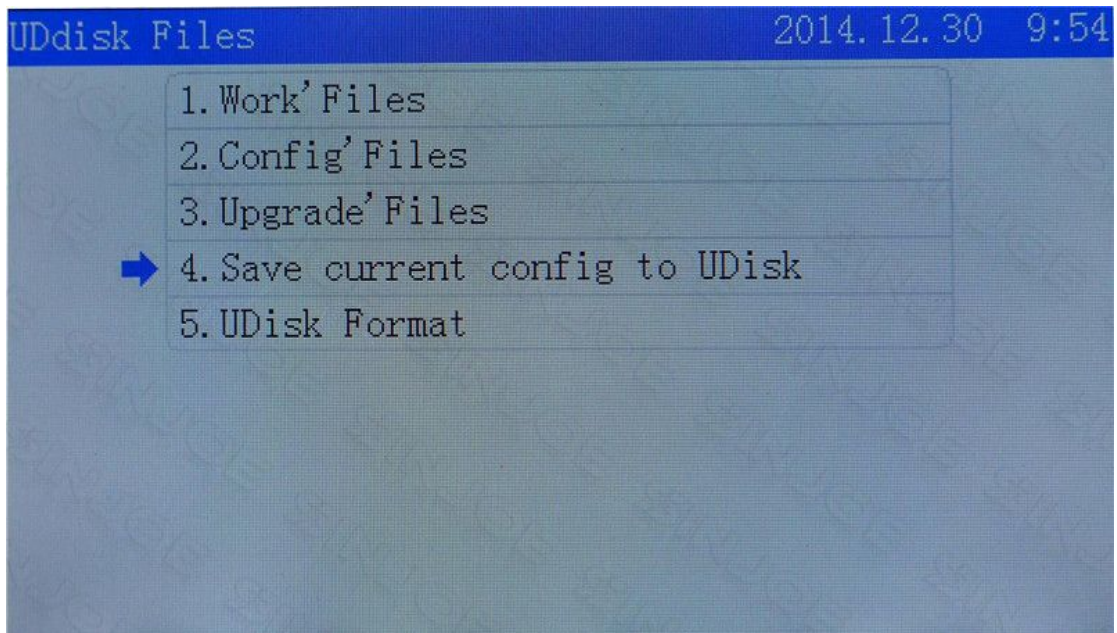 UDdisk Files 2014.12.30 9:54
1.Work'Files
2.Config'Files
3.Upgrade'Files
4.Save current config to UDisk
5.UDisk Format